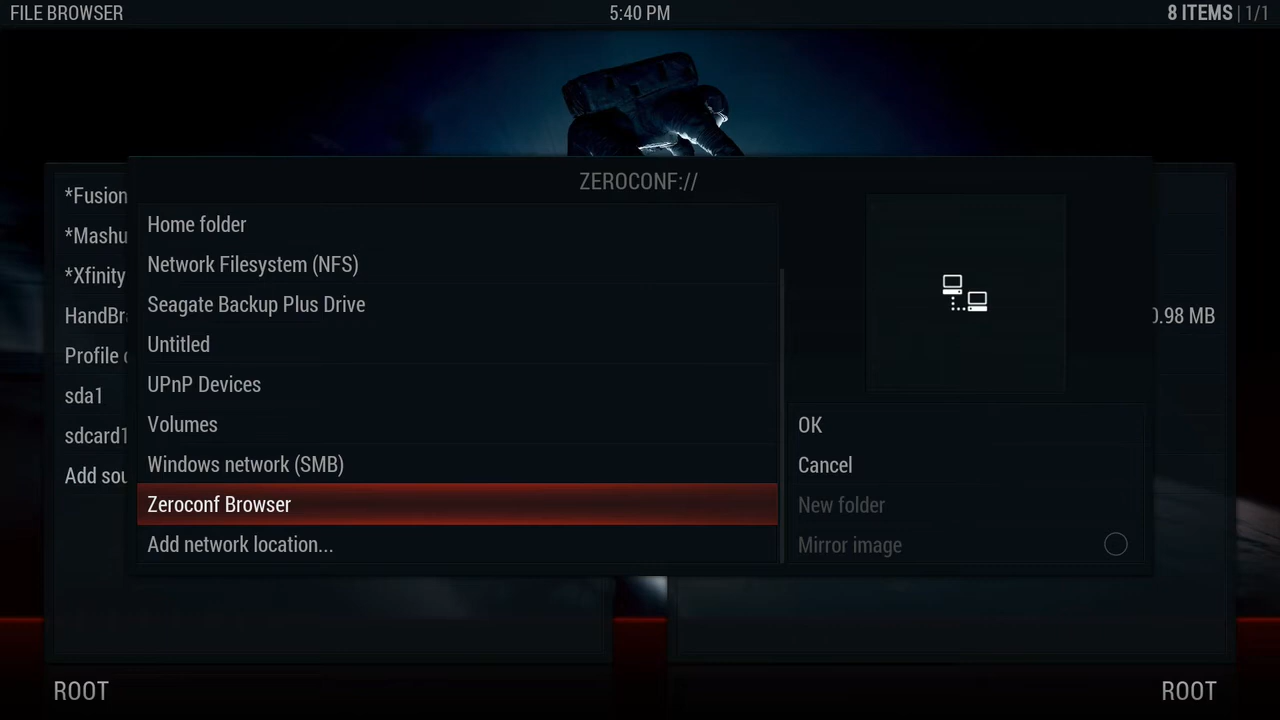 FILE BROWSER
5:40 PM
8 ITEMS | 1/1
ZEROCONF://
*Fusion
*Mashu
*Xfinity
HandBr
Profile
sda1
sdcard1
Add sou
Home folder
Network Filesystem (NFS)
Seagate Backup Plus Drive
Untitled
UPnP Devices
Volumes
Windows network (SMB)
Zeroconf Browser
Add network location...
0.98 MB
OK
Cancel
New folder
Mirror image
ROOT
ROOT